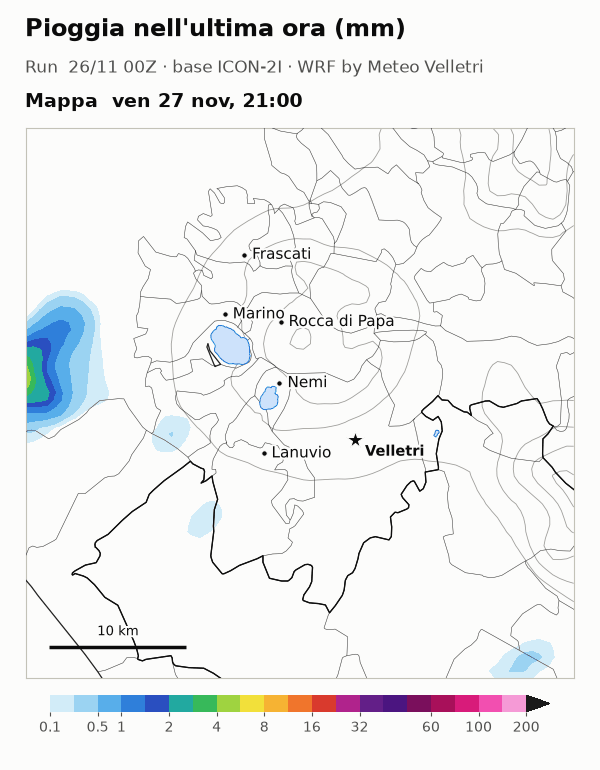 Pioggia nell'ultima ora (mm)
Run  26/11 00Z · base ICON-2I · WRF by Meteo Velletri
Mappa  ven 27 nov, 21:00
Frascati
Marino
Rocca di Papa
Nemi
Velletri
Lanuvio
10 km
0.1 0.5 1 2 4 8 16 32 60 100 200